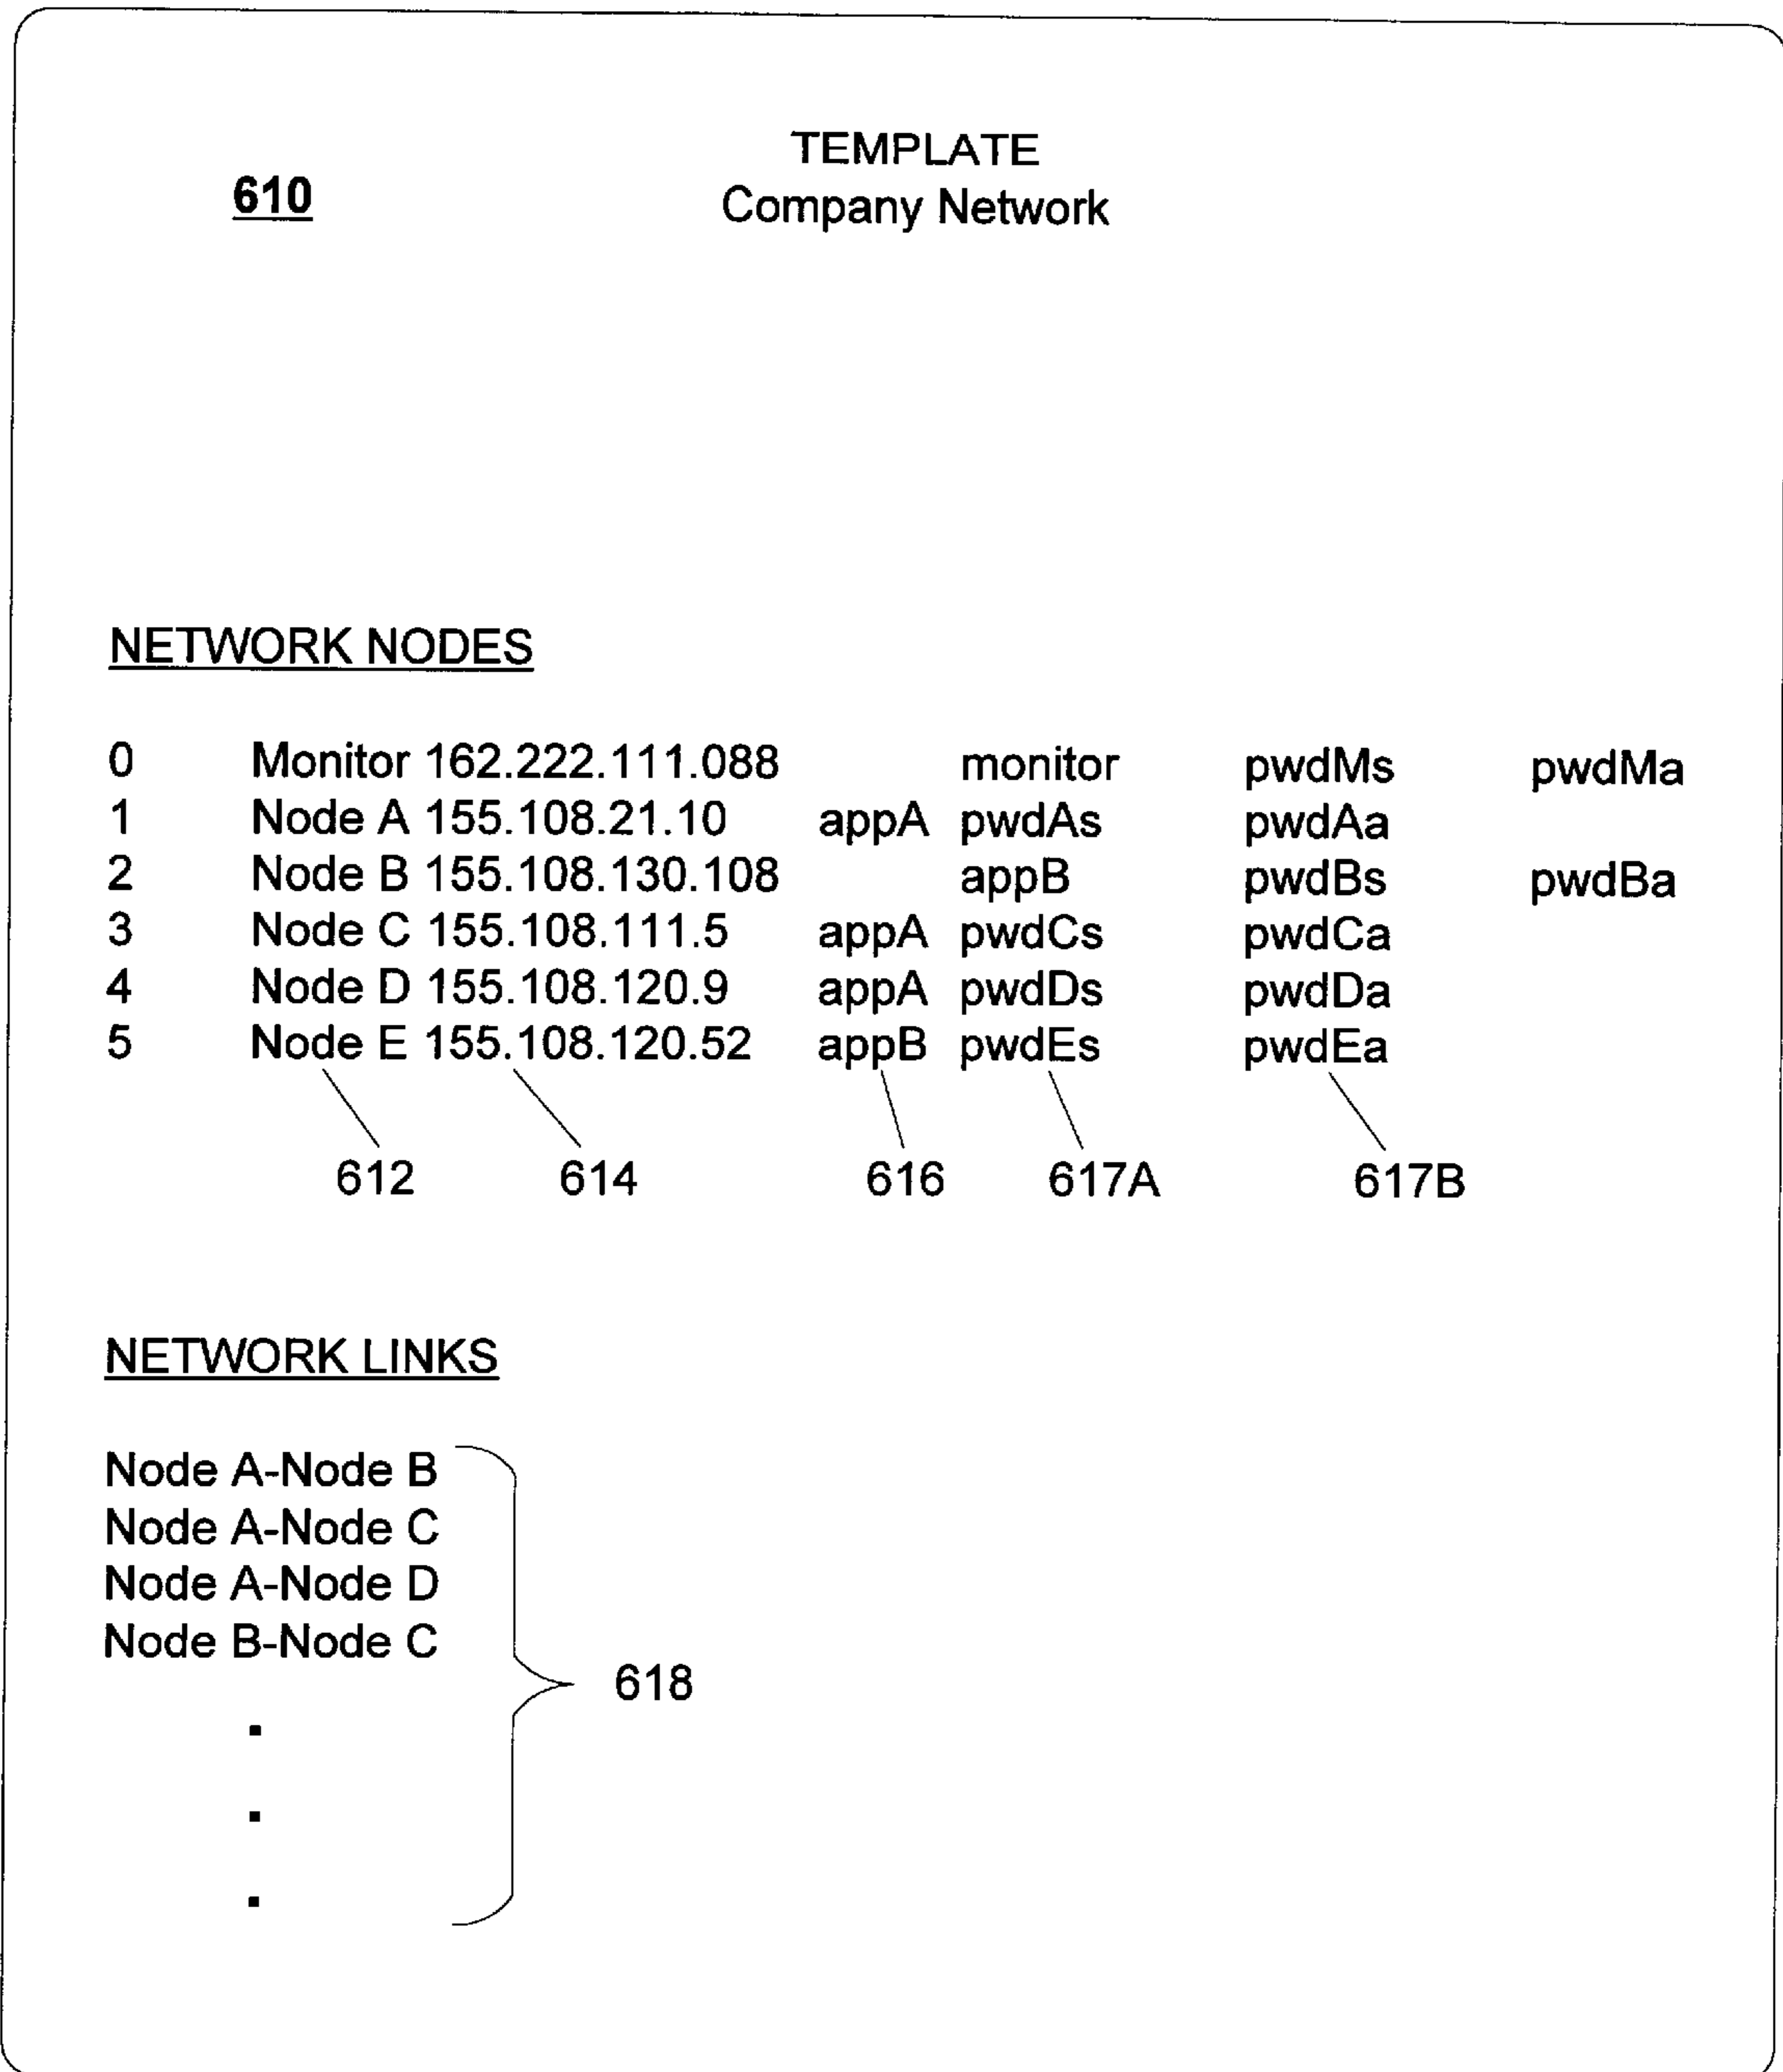 TEMPLATE
610 Company Network
NETWORK NODES
0 Monitor 162.222.111.088 monitor pwdMs pwdMa
1 Node A 155.108.21.10 appA pwdAs pwdAa
2 Node B 155.108.130.108 appB pwdBs pwdBa
3 Node C 155.108.111.5 appA pwdCs pwdCa
4 Node D 155.108.120.9 appA pwdDs pwdDa
5 Node E 155.108.120.52 appB pwdEs pwdEa
612 614 616 617A 617B
NETWORK LINKS
Node A-Node B
Node A-Node C
Node A-Node D
Node B-Node C
618
.
.
.